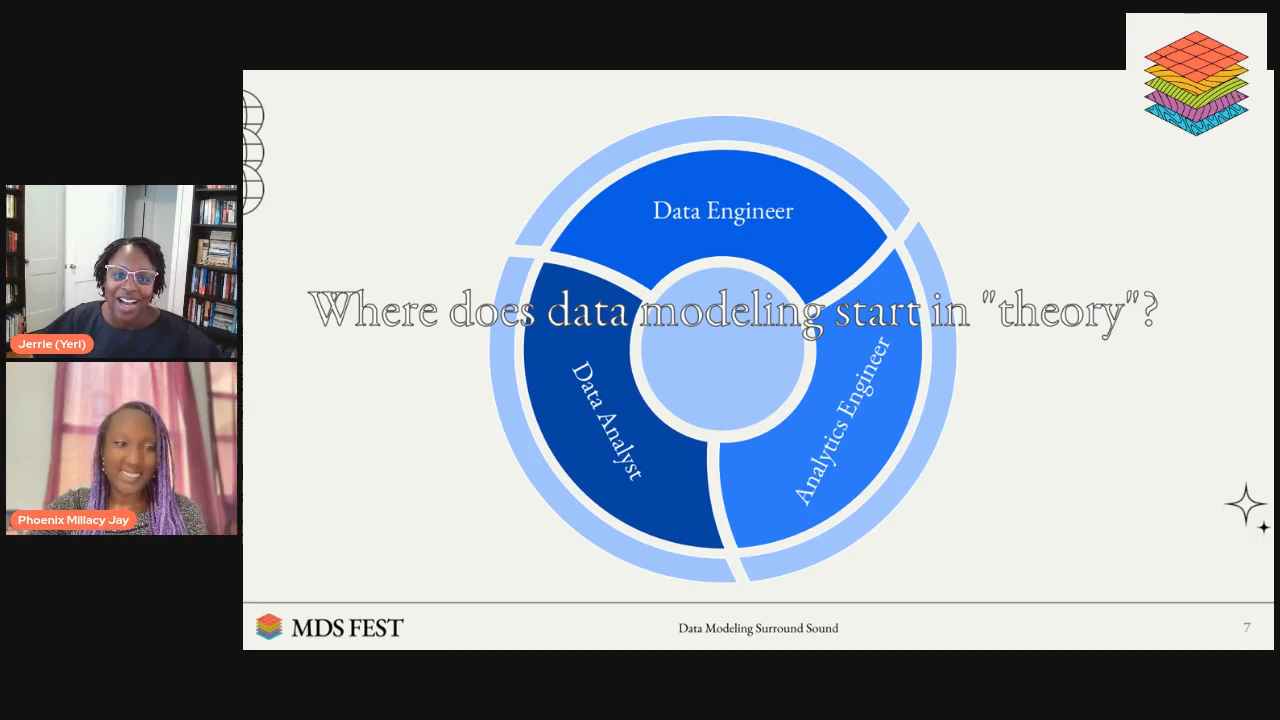 Data Engineer
Where does data modeling start in "theory"?
Data Analyst
Analytics Engineer
Jerrie (Yeri)
Phoenix Millacy Jay
MDS FEST
Data Modeling Surround Sound
7